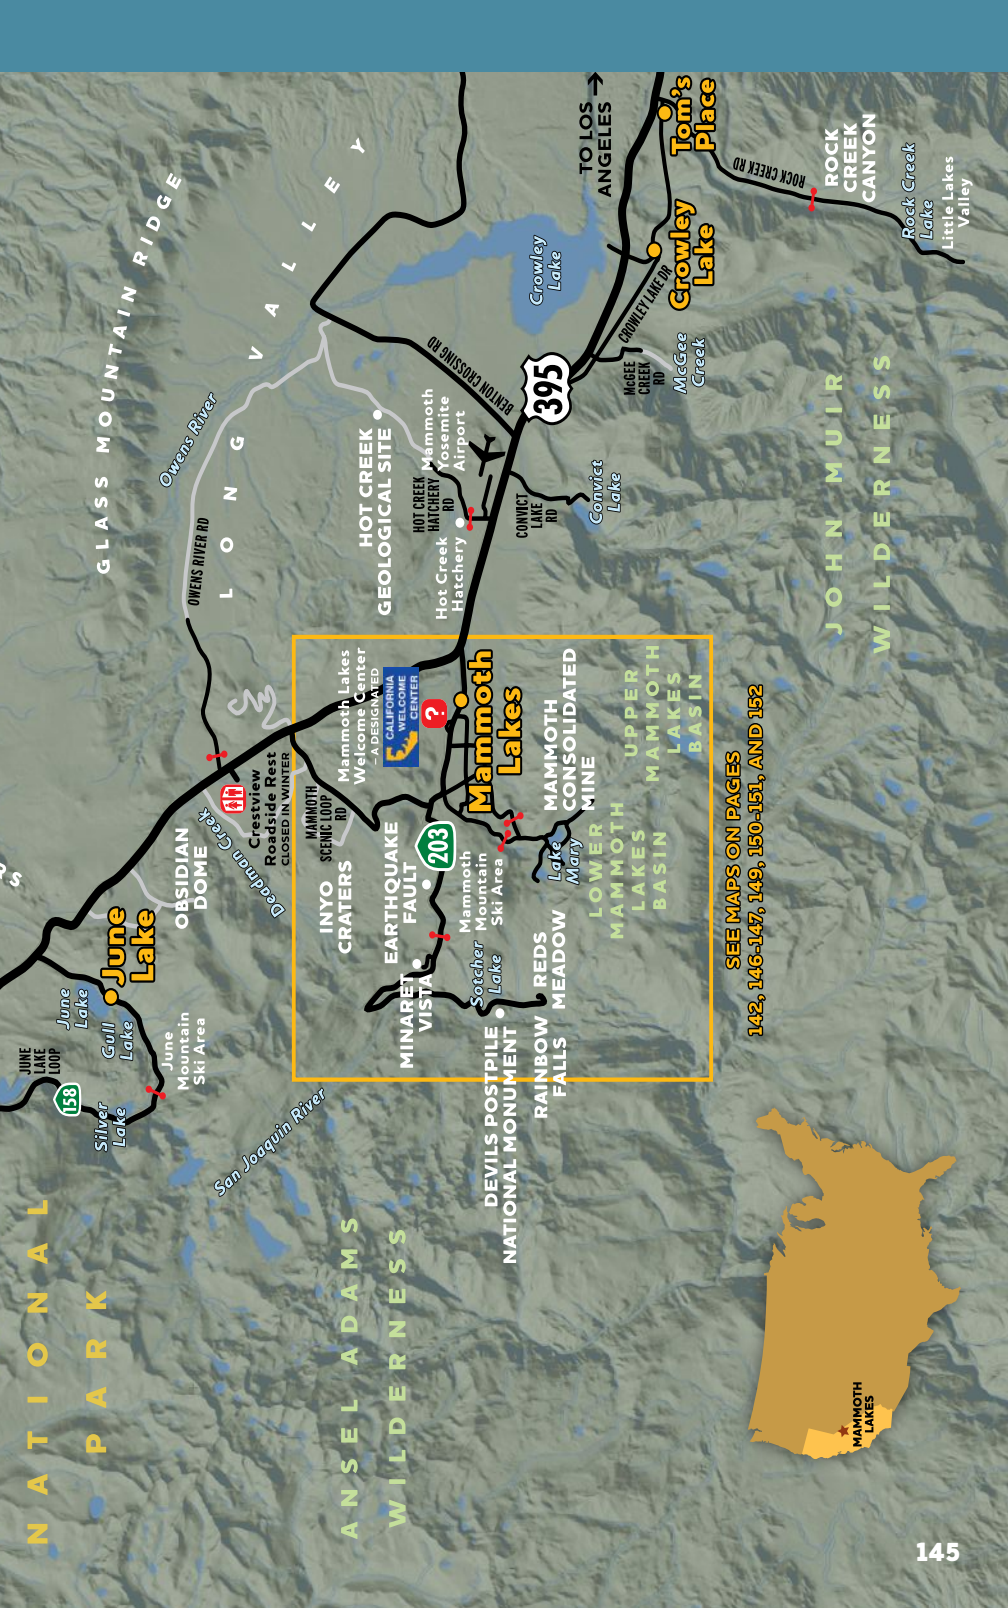 NATIONAL
PARK
JUNE
LAKE
LOOP
158
Silver
Lake
June
Lake
Gull
Lake
June
Lake
June
Mountain
Ski Area
San Joaquin River
ANSEL ADAMS
WILDERNESS
OBSIDIAN
DOME
Deadman Creek
Crestview
Roadside Rest
CLOSED IN WINTER
GLASS MOUNTAIN RIDGE
Owens River
OWENS RIVER RD
LONG VALLEY
INYO
CRATERS
MAMMOTH
SCENIC LOOP
RD
EARTHQUAKE
FAULT
203
MINARET
VISTA
Mammoth
Mountain
Ski Area
Sotcher
Lake
REDS
MEADOW
DEVILS POSTPILE
NATIONAL MONUMENT
RAINBOW
FALLS
Mammoth Lakes
Welcome Center
– A DESIGNATED
CALIFORNIA
WELCOME
CENTER
?
Mammoth
Lakes
MAMMOTH
CONSOLIDATED
MINE
Lake
Mary
LOWER
MAMMOTH
LAKES
BASIN
UPPER
MAMMOTH
LAKES
BASIN
SEE MAPS ON PAGES
142, 146-147, 149, 150-151, AND 152
HOT CREEK
GEOLOGICAL SITE
Hot Creek
Hatchery
HOT CREEK
HATCHERY
RD
Mammoth
Yosemite
Airport
BENTON CROSSING RD
395
CONVICT
LAKE
RD
Convict
Lake
Crowley
Lake
CROWLEY LAKE DR
McGEE
CREEK
RD
McGee
Creek
Crowley
Lake
TO LOS
ANGELES
Tom's
Place
ROCK CREEK RD
ROCK
CREEK
CANYON
Rock Creek
Lake
Little Lakes
Valley
JOHN MUIR
WILDERNESS
MAMMOTH
LAKES
145